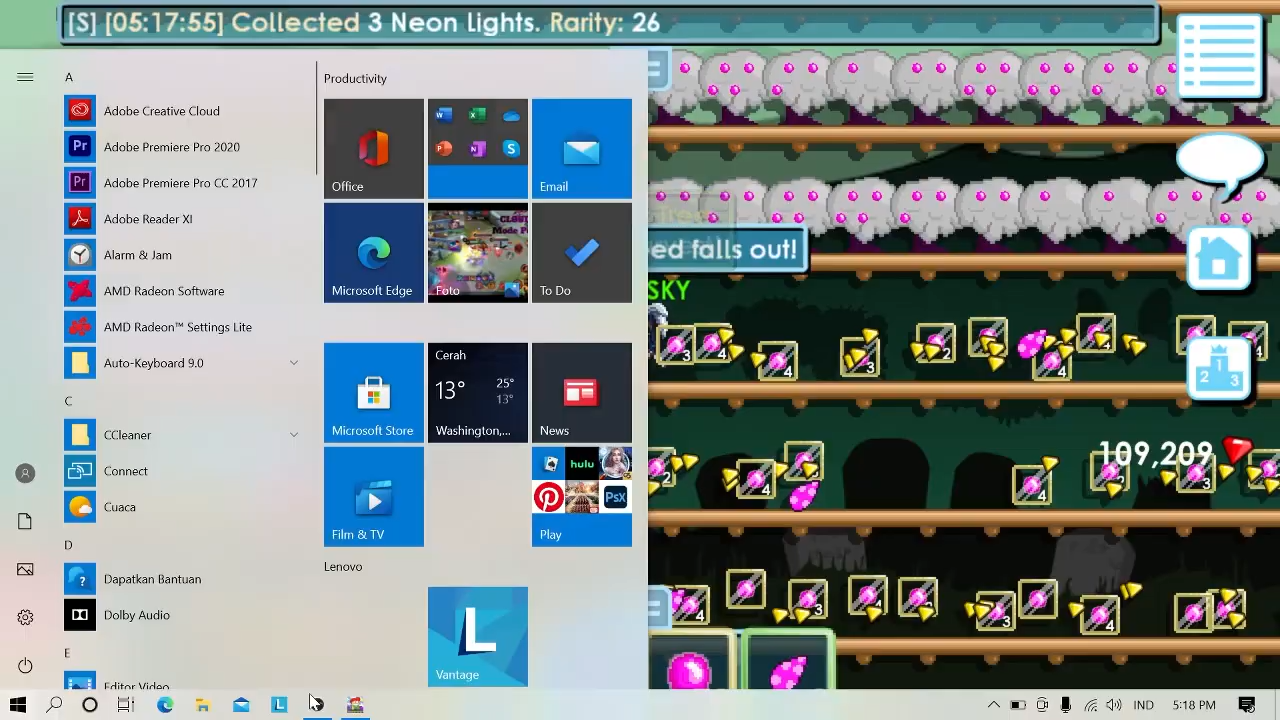 [S] [05:17:55] Collected 3 Neon Lights. Rarity: 26
A
Adobe Creative Cloud
Adobe Premiere Pro 2020
Adobe Premiere Pro CC 2017
Adobe Reader XI
Alarm & Jam
AMD Radeon Software
AMD Radeon™ Settings Lite
Auto-Keyboard 9.0
C
CCleaner
Connect
Cuaca
D
Dapatkan Bantuan
Dolby Audio
E
Editor Video
Productivity
Office
Email
Microsoft Edge
Foto
To Do
Microsoft Store
Cerah
13° 25°
13°
Washington,...
News
Film & TV
hulu
PsX
Play
Lenovo
L
Vantage
ed falls out!
SKY
109,209
IND
5:18 PM